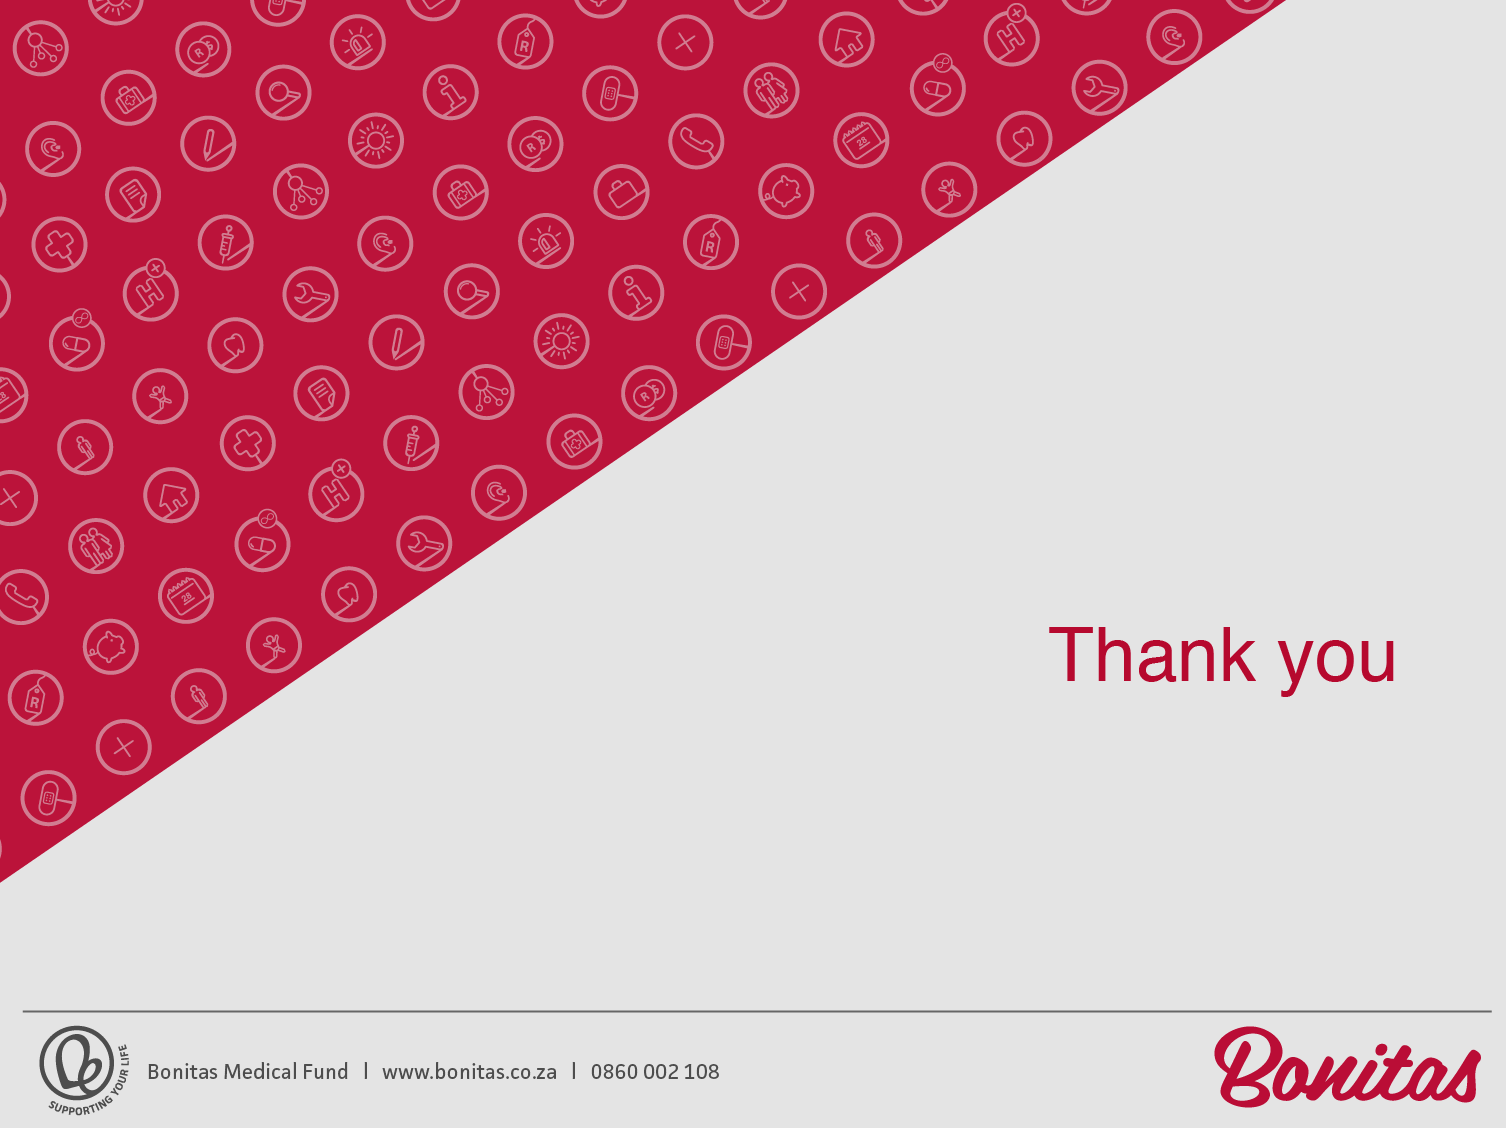 Thank you
SUPPORTING YOUR LIFE
Bonitas Medical Fund | www.bonitas.co.za | 0860 002 108
Bonitas